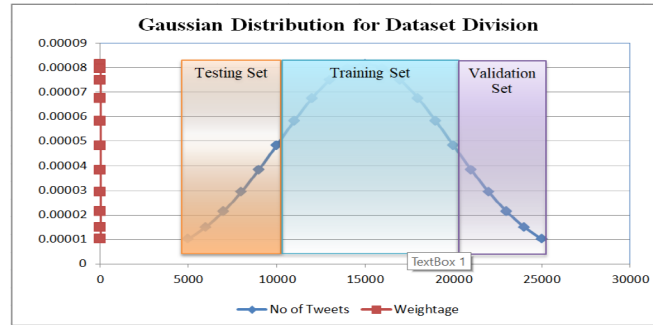 Gaussian Distribution for Dataset Division
0.00009
0.00008
0.00007
0.00006
0.00005
0.00004
0.00003
0.00002
0.00001
0
Testing Set
Training Set
Validation
Set
TextBox 1
0
5000
10000
15000
20000
25000
30000
No of Tweets
Weightage